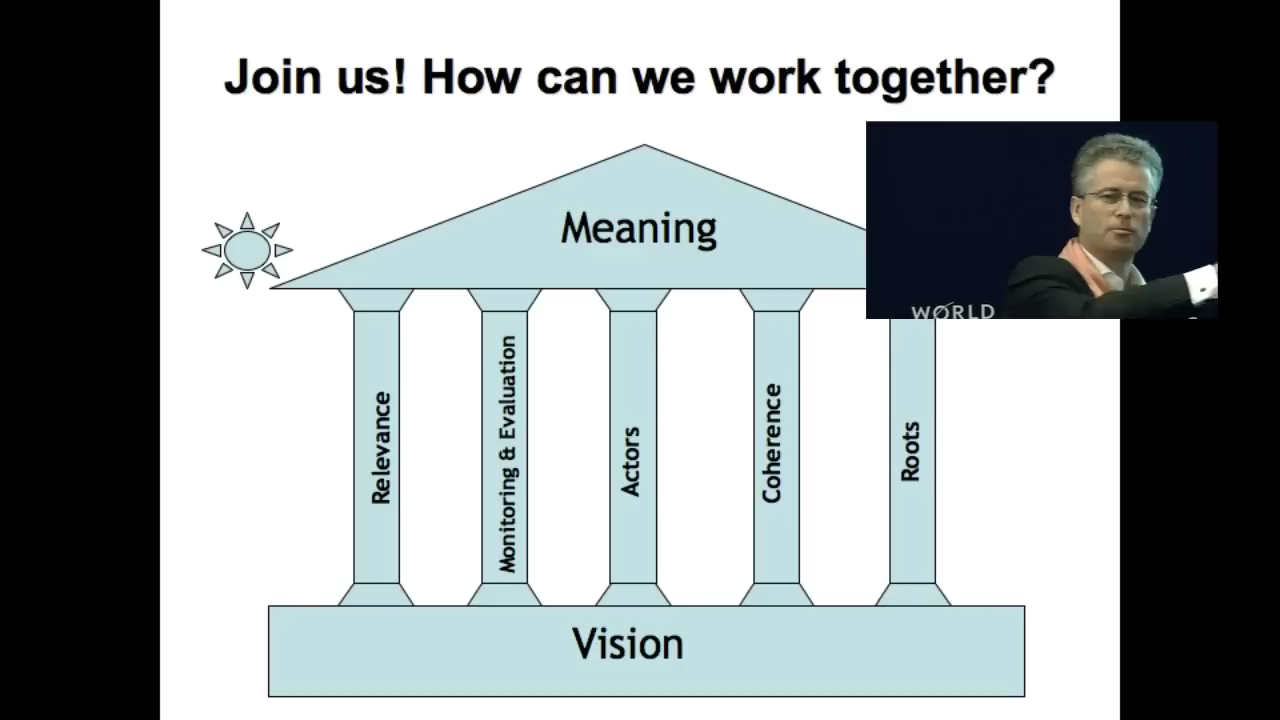 Join us! How can we work together?
Meaning
WORLD
Relevance
Monitoring & Evaluation
Actors
Coherence
Roots
Vision